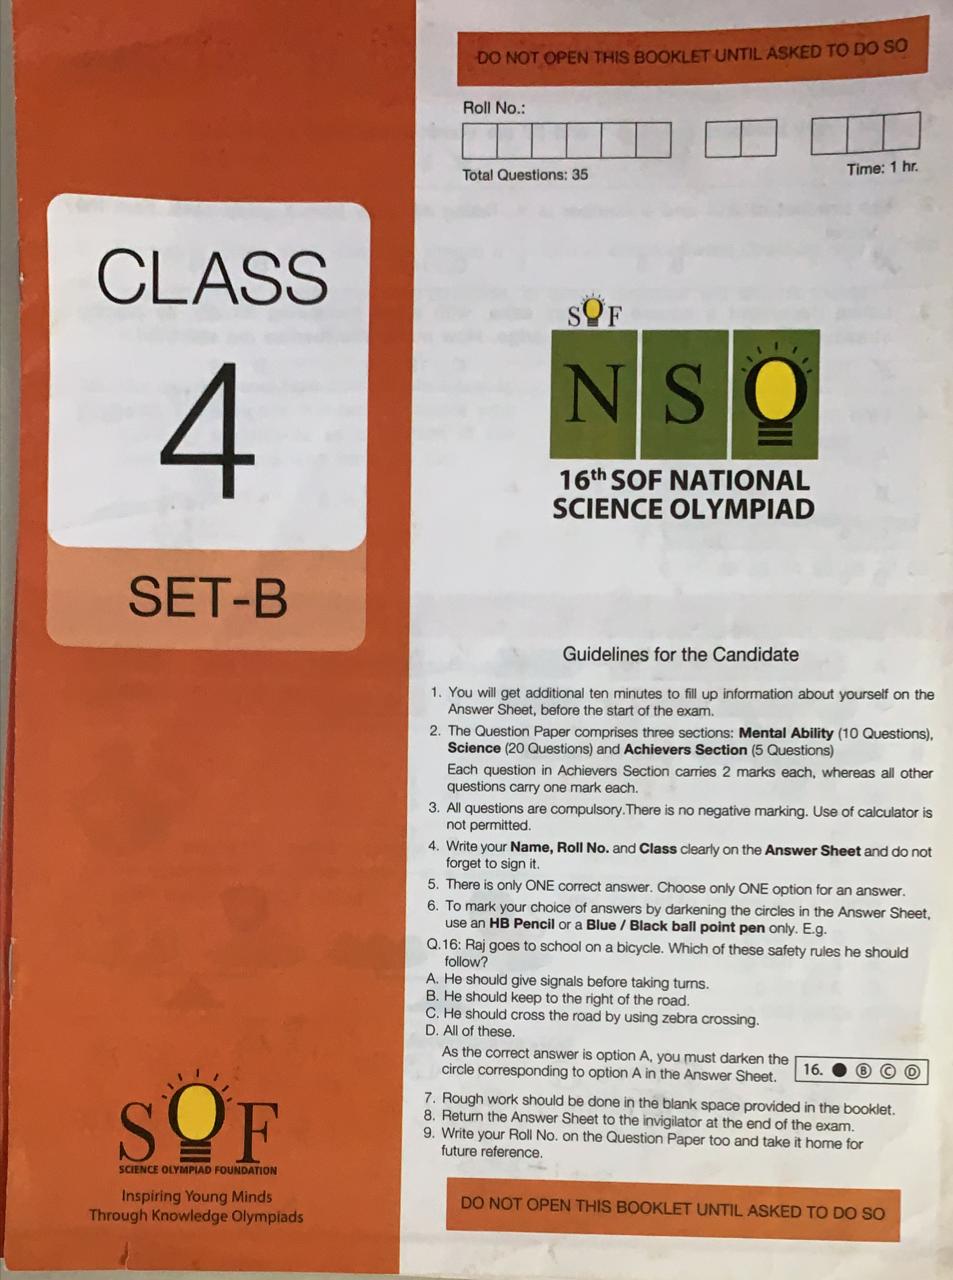 DO NOT OPEN THIS BOOKLET UNTIL ASKED TO DO SO
Roll No.:
Total Questions: 35
Time: 1 hr.
CLASS
4
SET-B
SOF
NSO
16th SOF NATIONAL
SCIENCE OLYMPIAD
Guidelines for the Candidate
1. You will get additional ten minutes to fill up information about yourself on the
Answer Sheet, before the start of the exam.
2. The Question Paper comprises three sections: Mental Ability (10 Questions),
Science (20 Questions) and Achievers Section (5 Questions)
Each question in Achievers Section carries 2 marks each, whereas all other
questions carry one mark each.
3. All questions are compulsory.There is no negative marking. Use of calculator is
not permitted.
4. Write your Name, Roll No. and Class clearly on the Answer Sheet and do not
forget to sign it.
5. There is only ONE correct answer. Choose only ONE option for an answer.
6. To mark your choice of answers by darkening the circles in the Answer Sheet,
use an HB Pencil or a Blue / Black ball point pen only. E.g.
Q.16: Raj goes to school on a bicycle. Which of these safety rules he should
follow?
A. He should give signals before taking turns.
B. He should keep to the right of the road.
C. He should cross the road by using zebra crossing.
D. All of these.
As the correct answer is option A, you must darken the
circle corresponding to option A in the Answer Sheet.
16. ● Ⓑ Ⓒ Ⓓ
7. Rough work should be done in the blank space provided in the booklet.
8. Return the Answer Sheet to the invigilator at the end of the exam.
9. Write your Roll No. on the Question Paper too and take it home for
future reference.
SOF
SCIENCE OLYMPIAD FOUNDATION
Inspiring Young Minds
Through Knowledge Olympiads
DO NOT OPEN THIS BOOKLET UNTIL ASKED TO DO SO